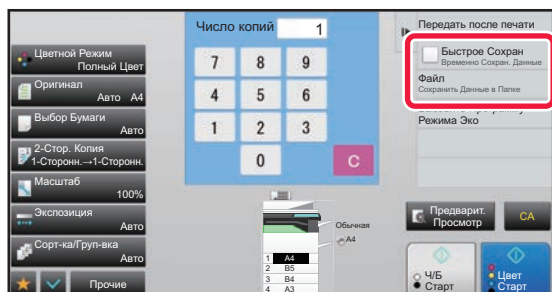 Число копий 1
Передать после печати
Быстрое Сохран
Временно Сохран. Данные
Файл
Сохранить Данные в Папке
Режима Эко
Цветной Режим
Полный Цвет
Оригинал
Авто A4
Выбор Бумаги
Авто
2-Стор. Копия
1-Сторонн.→1-Сторонн.
Масштаб
100%
Экспозиция
Авто
Сорт-ка/Груп-вка
Авто
Прочие
7 8 9
4 5 6
1 2 3
0 C
Обычная
A4
1 A4
2 B5
3 B4
4 A3
Предварит.
Просмотр
CA
Ч/Б
Старт
Цвет
Старт